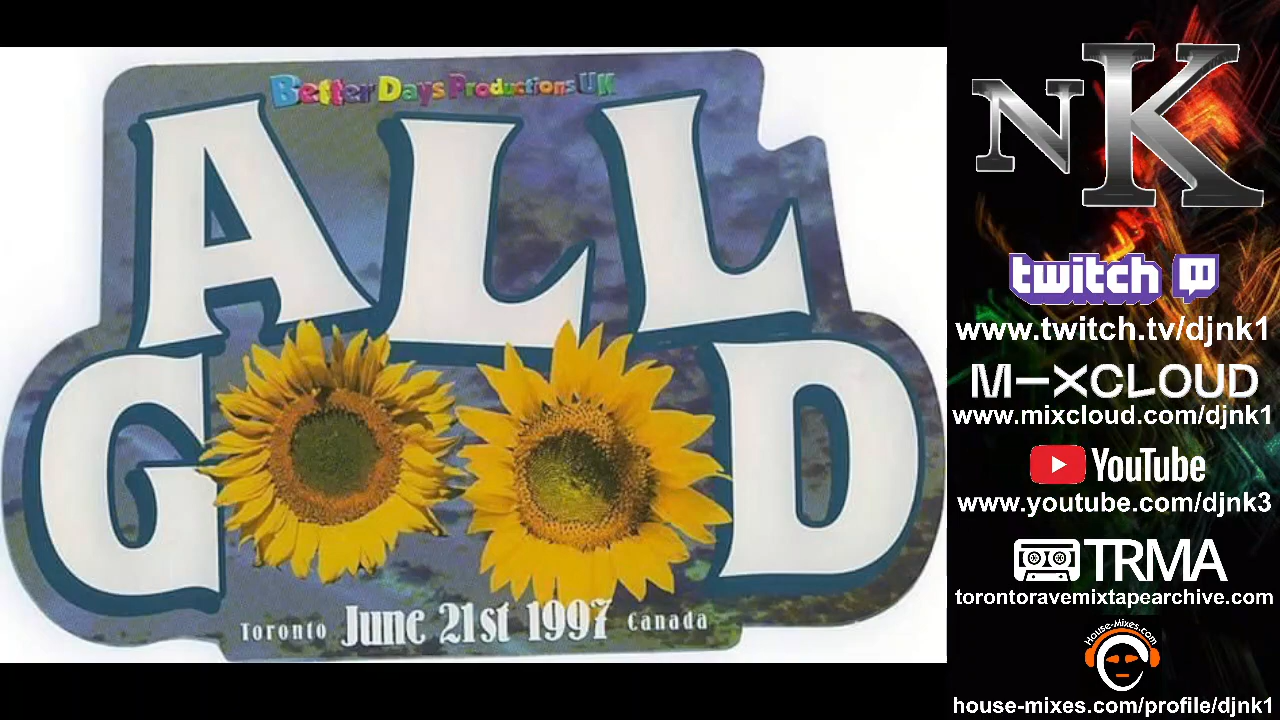 Better Days Productions UK
ALL
GOOD
Toronto June 21st 1997 Canada
NK
twitch
www.twitch.tv/djnk1
MIXCLOUD
www.mixcloud.com/djnk1
YouTube
www.youtube.com/djnk3
TRMA
torontoravemixtapearchive.com
House-Mixes.com
house-mixes.com/profile/djnk1